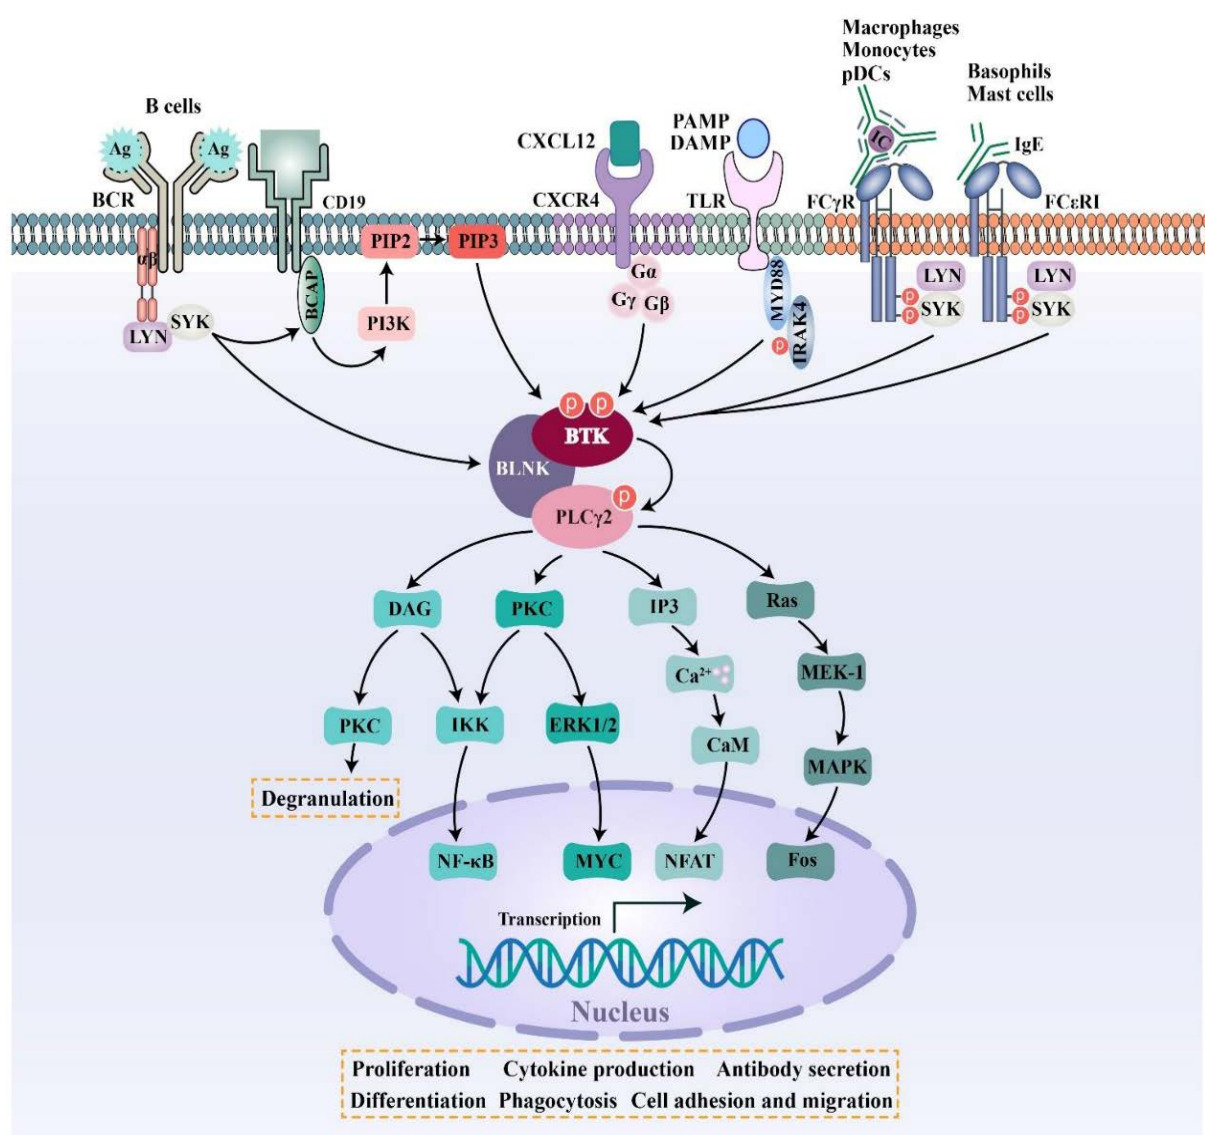 Macrophages
Monocytes
pDCs
Basophils
Mast cells
B cells
Ag
Ag
CXCL12
PAMP
DAMP
IC
IgE
BCR
CD19
CXCR4
TLR
FCγR
FCεRI
PIP2
PIP3
αβ
BCAP
Gα
Gγ
Gβ
MYD88
IRAK4
P
LYN
SYK
P
P
LYN
SYK
P
P
LYN
SYK
PI3K
P
P
BTK
BLNK
P
PLCγ2
DAG
PKC
IP3
Ras
Ca2+
MEK-1
PKC
IKK
ERK1/2
CaM
MAPK
Degranulation
NF-κB
MYC
NFAT
Fos
Transcription
Nucleus
Proliferation Cytokine production Antibody secretion
Differentiation Phagocytosis Cell adhesion and migration